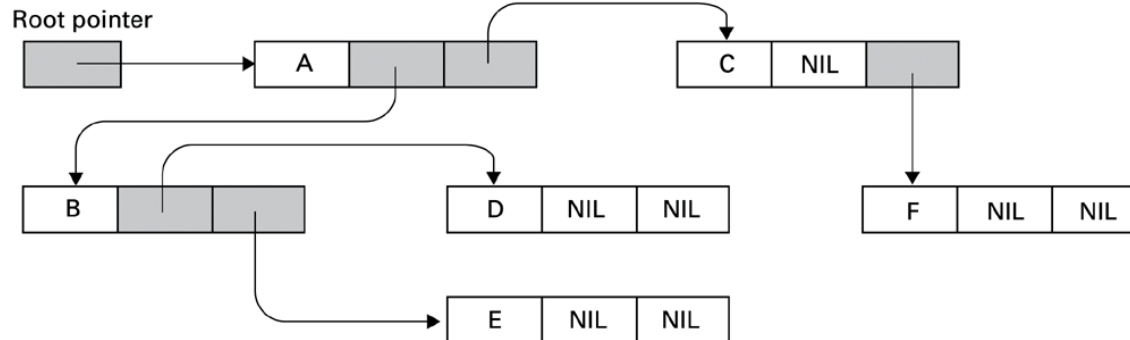 Root pointer
A C NIL
B D NIL NIL F NIL NIL
E NIL NIL